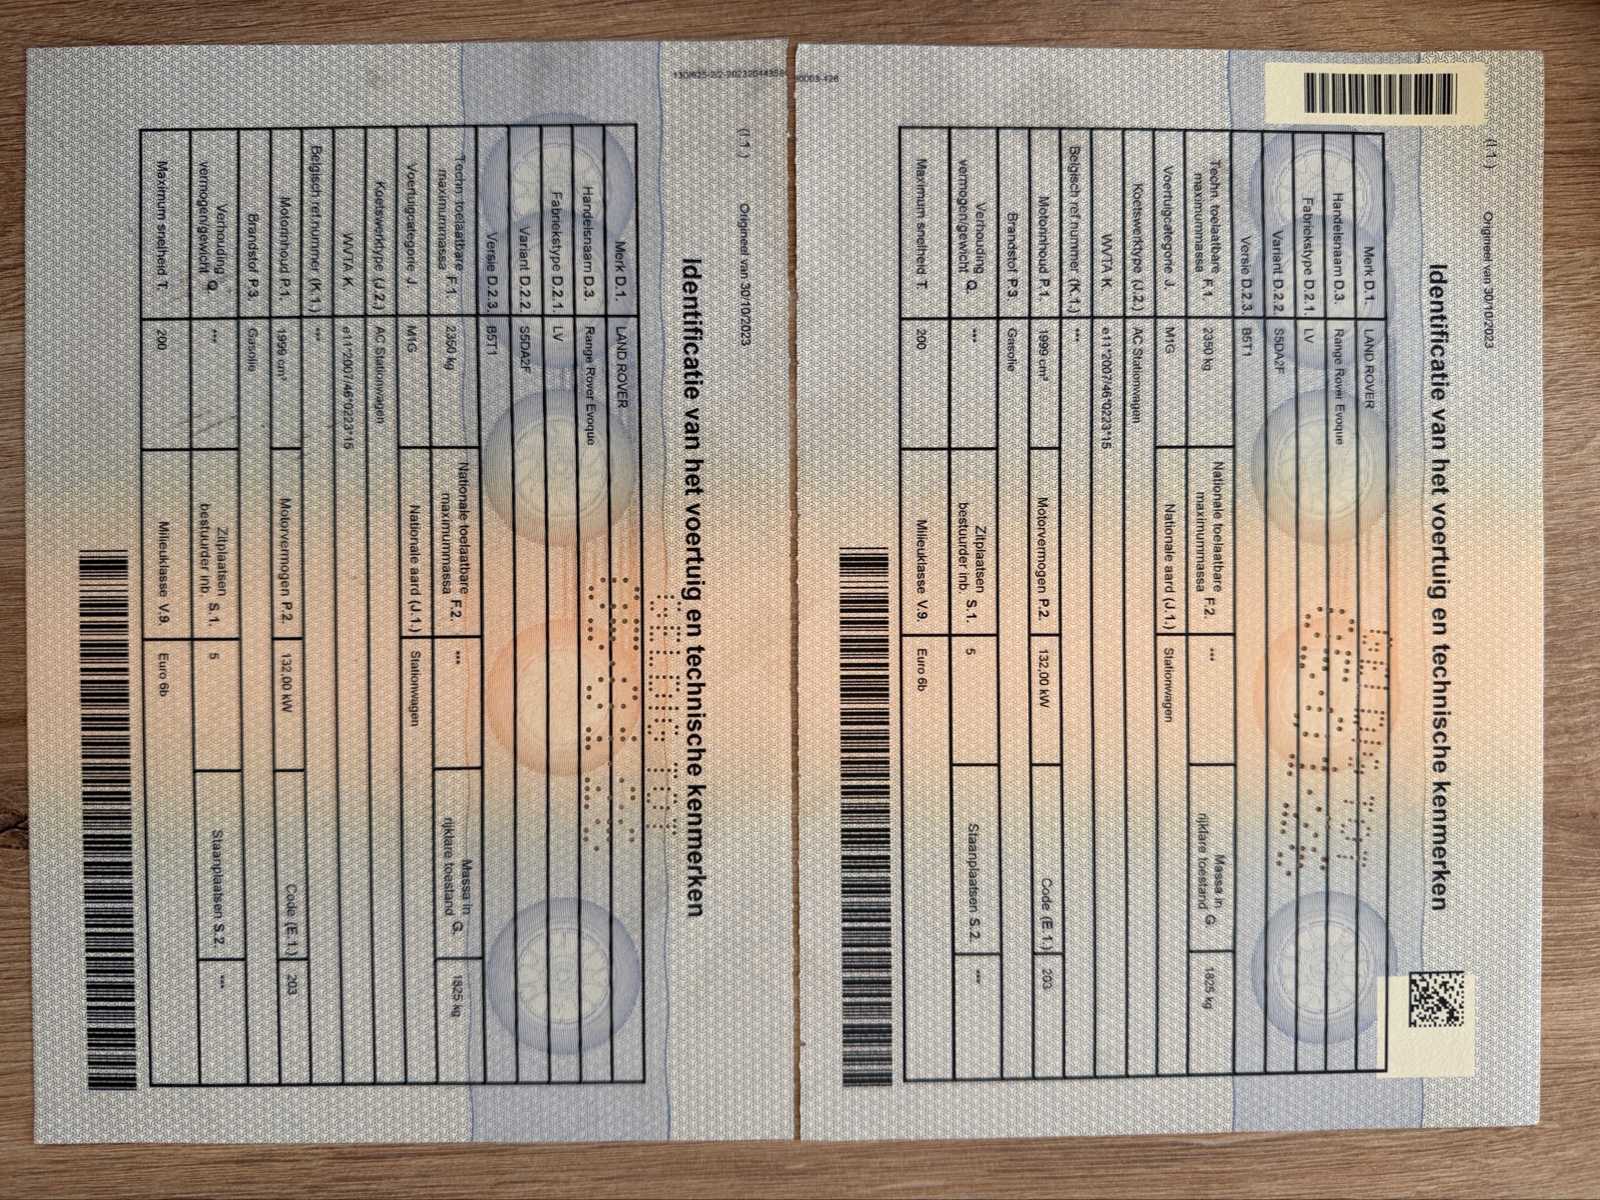 130/625-2/2-20232044358
(I.1.) Origineel van 30/10/2023
Identificatie van het voertuig en technische kenmerken
Merk D.1. LAND ROVER
Handelsnaam D.3. Range Rover Evoque
Fabriekstype D.2.1. LV
Variant D.2.2. S5DA2F
Versie D.2.3. B5T1
Techn. toelaatbare maximummassa F.1. 2350 kg Nationale toelaatbare maximummassa F.2. *** Massa in rijklare toestand G. 1825 kg
Voertuigcategorie J. M1G Nationale aard (J.1.) Stationwagen
Koetswerktype (J.2.) AC Stationwagen
WVTA K. e11*2007/46*0223*15
Belgisch ref nummer (K.1.) ***
Motorinhoud P.1. 1999 cm³ Motorvermogen P.2. 132,00 kW Code (E.1.) 203
Brandstof P.3. Gasolie
Verhouding vermogen/gewicht Q. *** Zitplaatsen bestuurder inb. S.1. 5 Staanplaatsen S.2. ***
Maximum snelheid T. 200 Milieuklasse V.9. Euro 6b
0003-426
(I.1.) Origineel van 30/10/2023
Identificatie van het voertuig en technische kenmerken
Merk D.1. LAND ROVER
Handelsnaam D.3. Range Rover Evoque
Fabriekstype D.2.1. LV
Variant D.2.2. S5DA2F
Versie D.2.3. B5T1
Techn. toelaatbare maximummassa F.1. 2350 kg Nationale toelaatbare maximummassa F.2. *** Massa in rijklare toestand G. 1825 kg
Voertuigcategorie J. M1G Nationale aard (J.1.) Stationwagen
Koetswerktype (J.2.) AC Stationwagen
WVTA K. e11*2007/46*0223*15
Belgisch ref nummer (K.1.) ***
Motorinhoud P.1. 1999 cm³ Motorvermogen P.2. 132,00 kW Code (E.1.) 203
Brandstof P.3. Gasolie
Verhouding vermogen/gewicht Q. *** Zitplaatsen bestuurder inb. S.1. 5 Staanplaatsen S.2. ***
Maximum snelheid T. 200 Milieuklasse V.9. Euro 6b